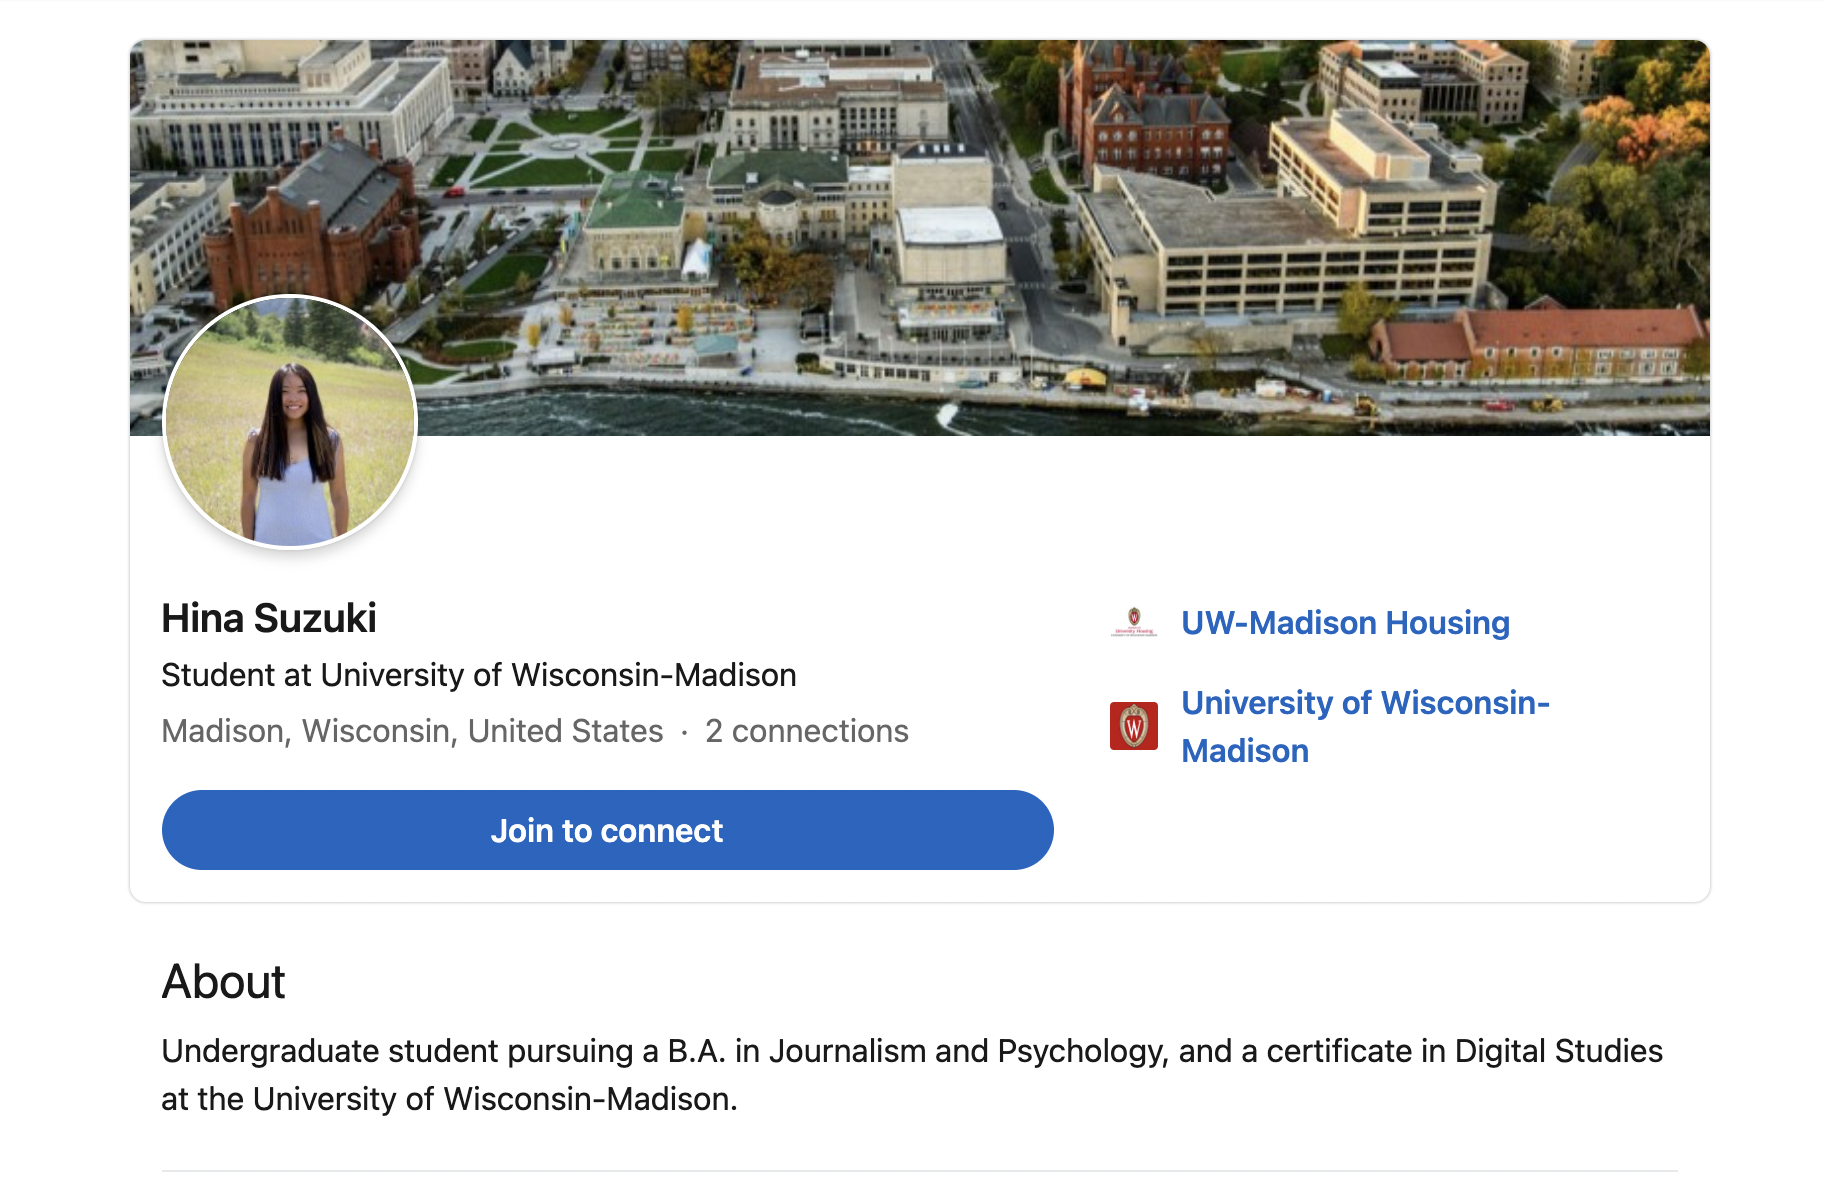 Hina Suzuki
Student at University of Wisconsin-Madison
Madison, Wisconsin, United States · 2 connections
Join to connect
UW-Madison Housing
University of Wisconsin-
Madison
W
About
Undergraduate student pursuing a B.A. in Journalism and Psychology, and a certificate in Digital Studies
at the University of Wisconsin-Madison.